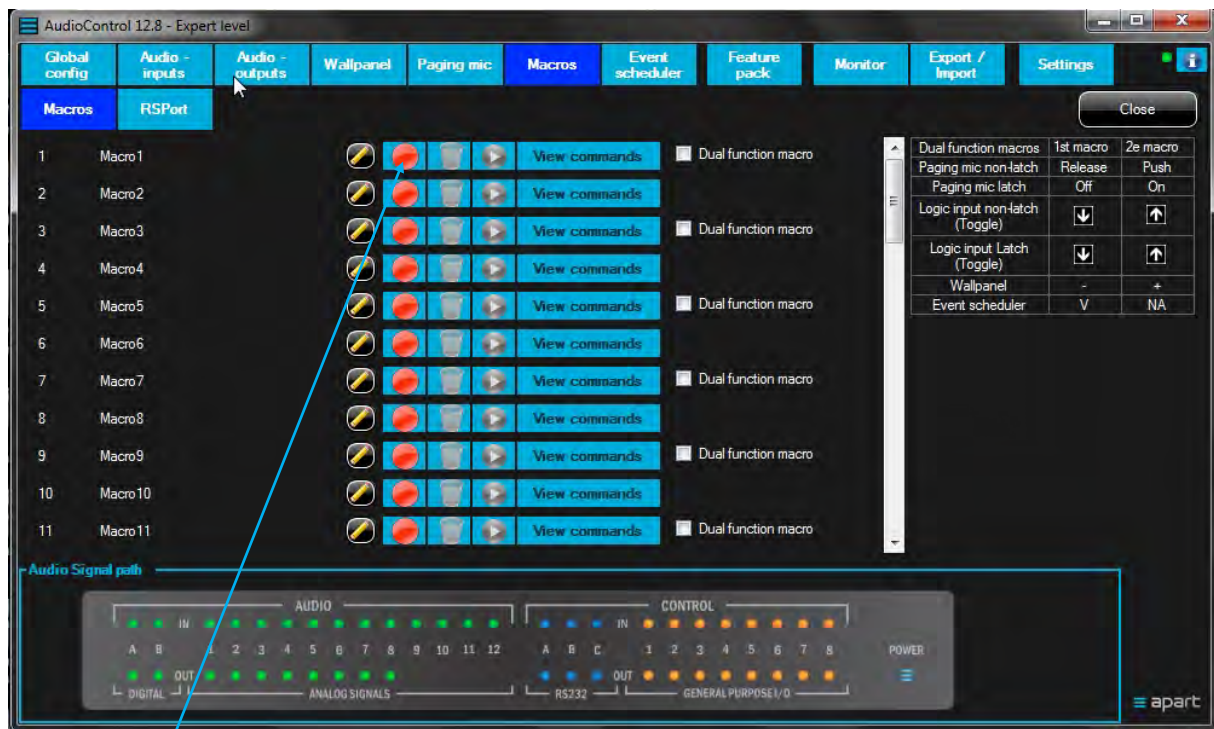 AudioControl 12.8 - Expert level
Global config Audio - inputs Audio - outputs Wallpanel Paging mic Macros Event scheduler Feature pack Monitor Export / Import Settings i
Macros RSPort Close
1 Macro1 View commands Dual function macro
2 Macro2 View commands
3 Macro3 View commands Dual function macro
4 Macro4 View commands
5 Macro5 View commands Dual function macro
6 Macro6 View commands
7 Macro7 View commands Dual function macro
8 Macro8 View commands
9 Macro9 View commands Dual function macro
10 Macro10 View commands
11 Macro11 View commands Dual function macro
Dual function macros 1st macro 2e macro
Paging mic non-latch Release Push
Paging mic latch Off On
Logic input non-latch (Toggle) ↓ ↑
Logic input Latch (Toggle) ↓ ↑
Wallpanel - +
Event scheduler V NA
Audio Signal path
AUDIO CONTROL
IN IN
A B 1 2 3 4 5 6 7 8 9 10 11 12 A B C 1 2 3 4 5 6 7 8 POWER
OUT OUT
DIGITAL ANALOG SIGNALS RS232 GENERAL PURPOSE I/O
apart